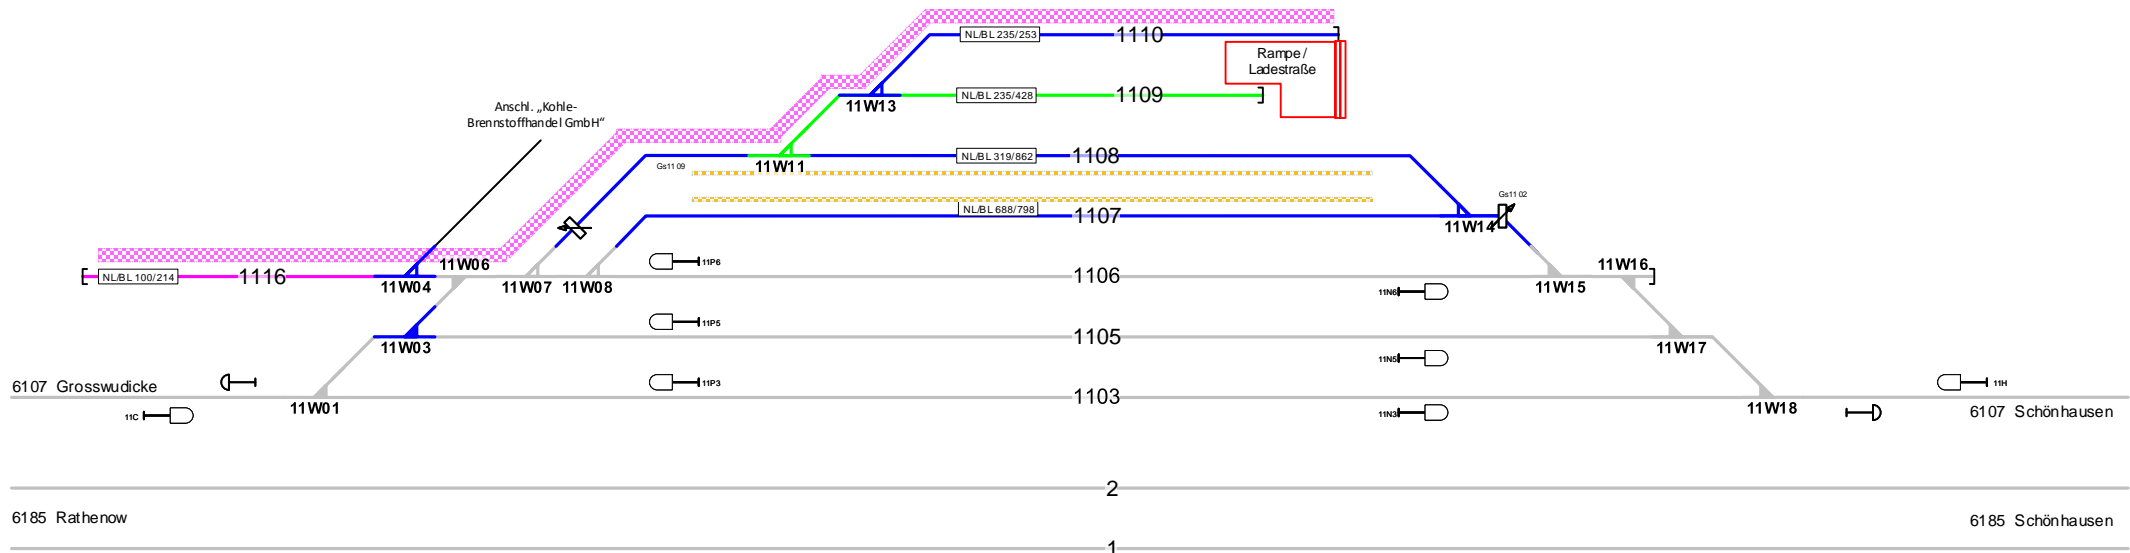 NL/BL 235/253
1110
Rampe /
Ladestraße
NL/BL 235/428
1109
11W13
Anschl. „Kohle-
Brennstoffhandel GmbH“
Gs1109
11W11
NL/BL 319/862
1108
NL/BL 688/798
1107
Gs1102
11W14
NL/BL 100/214
1116
11W04
11W06
11W07
11W08
11P6
1106
11N6
11W15
11W16
11W03
11P5
1105
11N5
11W17
6107 Grosswudicke
11C
11W01
11P3
1103
11N3
11W18
11H
6107 Schönhausen
2
6185 Rathenow
6185 Schönhausen
1